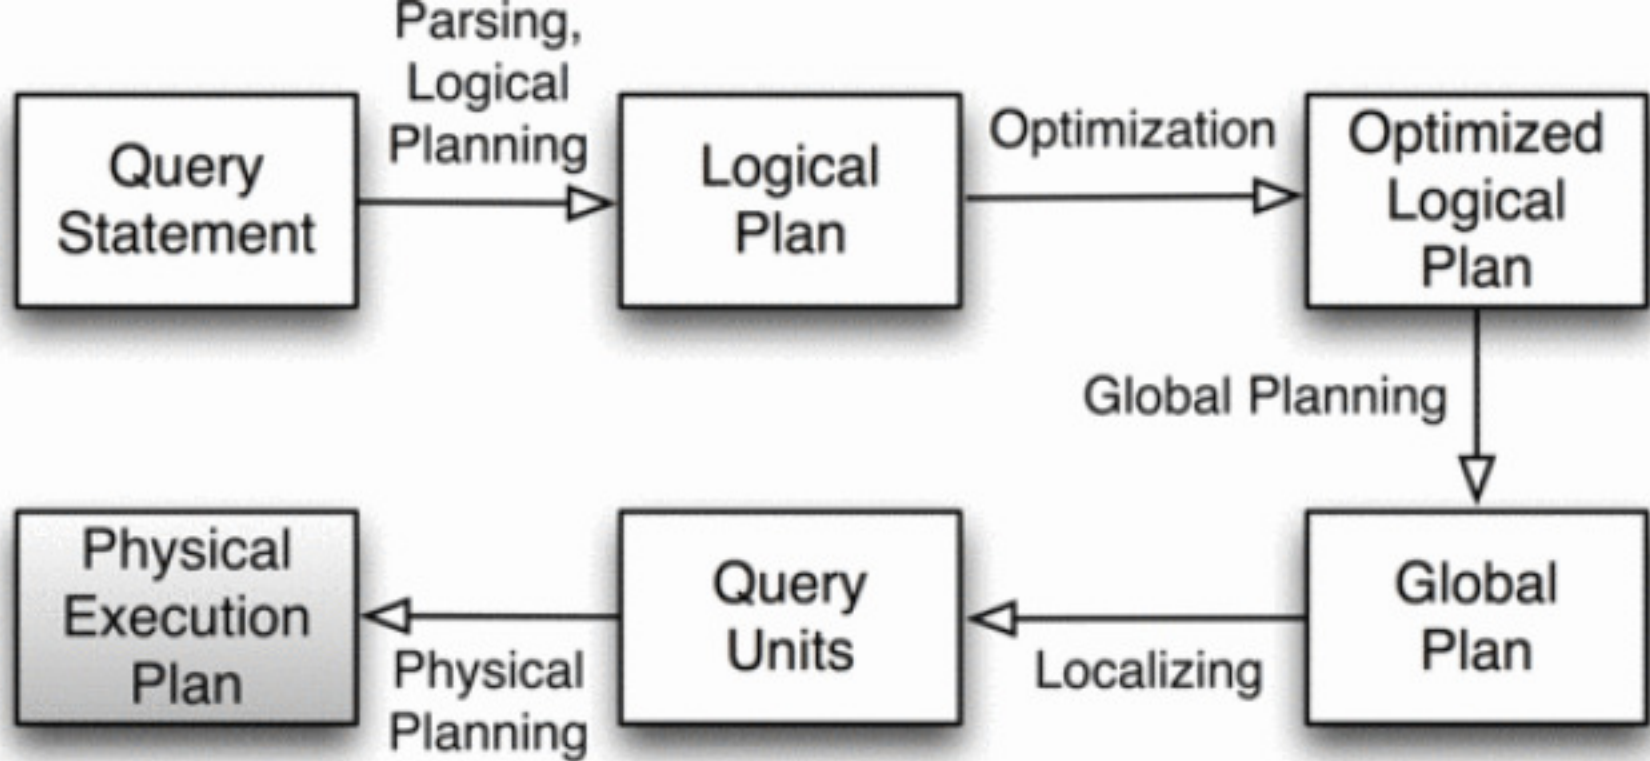 Parsing,
Logical
Planning
Query
Statement
Logical
Plan
Optimization
Optimized
Logical
Plan
Global Planning
Physical
Execution
Plan
Physical
Planning
Query
Units
Localizing
Global
Plan